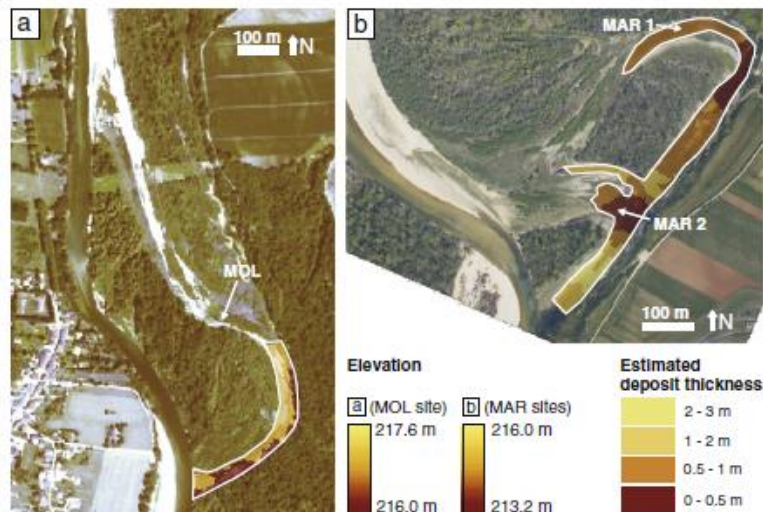 a
100 m
N
MOL
b
MAR 1
MAR 2
100 m
N
Elevation
a (MOL site)
217.6 m
216.0 m
b (MAR sites)
216.0 m
213.2 m
Estimated
deposit thickness
2 - 3 m
1 - 2 m
0.5 - 1 m
0 - 0.5 m